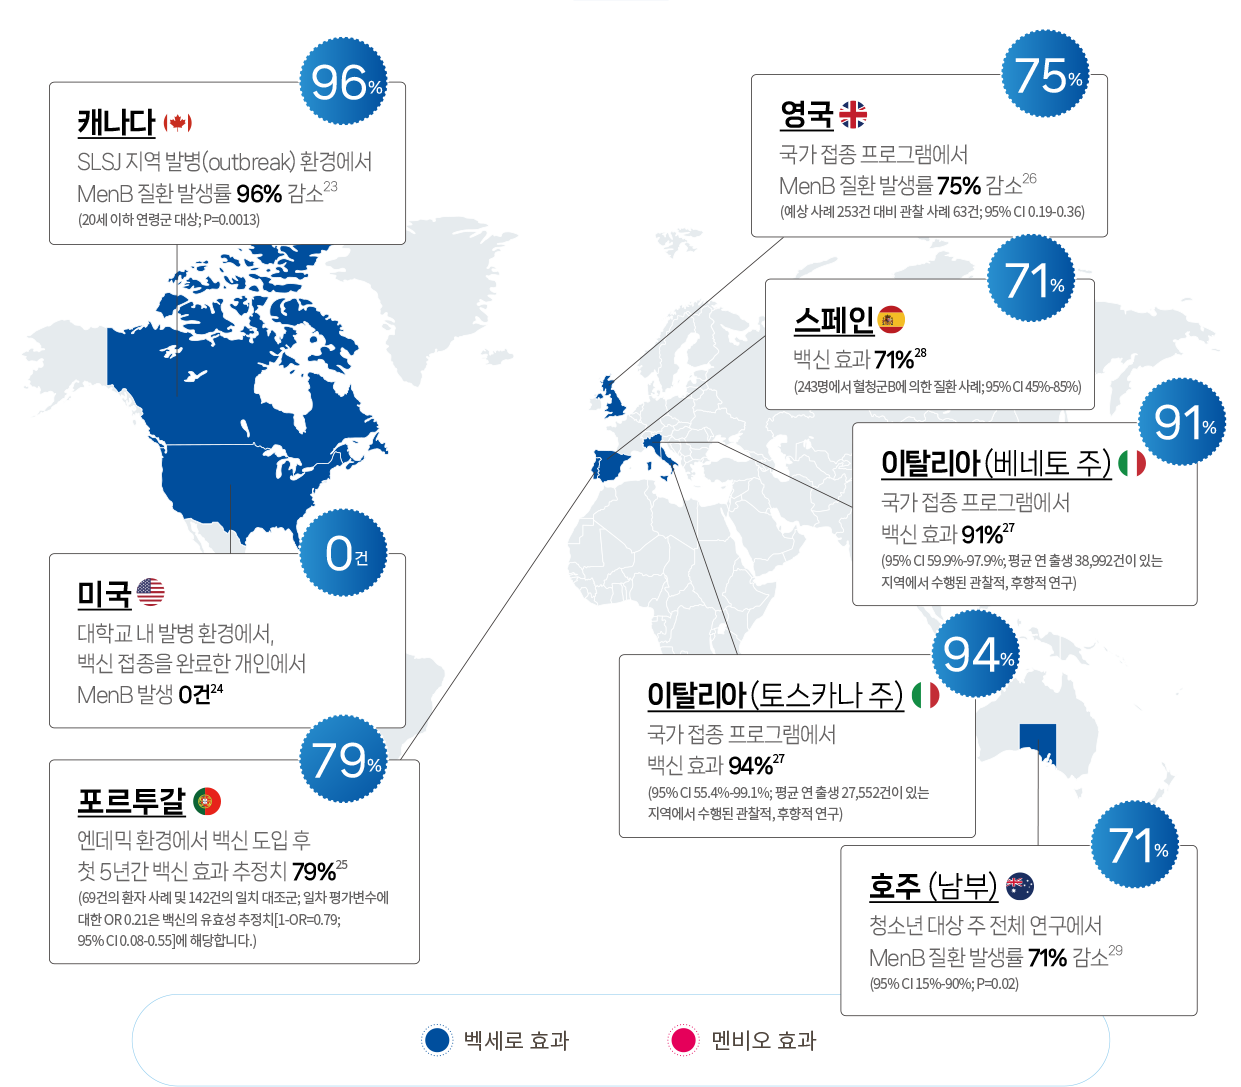 96%
캐나다
SLSJ 지역 발병(outbreak) 환경에서
MenB 질환 발생률 96% 감소23
(20세 이하 연령군 대상; P=0.0013)
75%
영국
국가 접종 프로그램에서
MenB 질환 발생률 75% 감소26
(예상 사례 253건 대비 관찰 사례 63건; 95% CI 0.19-0.36)
71%
스페인
백신 효과 71%28
(243명에서 혈청군B에 의한 질환 사례; 95% CI 45%-85%)
91%
이탈리아 (베네토 주)
국가 접종 프로그램에서
백신 효과 91%27
(95% CI 59.9%-97.9%; 평균 연 출생 38,992건이 있는
지역에서 수행된 관찰적, 후향적 연구)
0건
미국
대학교 내 발병 환경에서,
백신 접종을 완료한 개인에서
MenB 발생 0건24
94%
이탈리아 (토스카나 주)
국가 접종 프로그램에서
백신 효과 94%27
(95% CI 55.4%-99.1%; 평균 연 출생 27,552건이 있는
지역에서 수행된 관찰적, 후향적 연구)
79%
포르투갈
엔데믹 환경에서 백신 도입 후
첫 5년간 백신 효과 추정치 79%25
(69건의 환자 사례 및 142건의 일치 대조군; 일차 평가변수에
대한 OR 0.21은 백신의 유효성 추정치[1-OR=0.79;
95% CI 0.08-0.55]에 해당합니다.)
71%
호주 (남부)
청소년 대상 주 전체 연구에서
MenB 질환 발생률 71% 감소29
(95% CI 15%-90%; P=0.02)
벡세로 효과
멘비오 효과